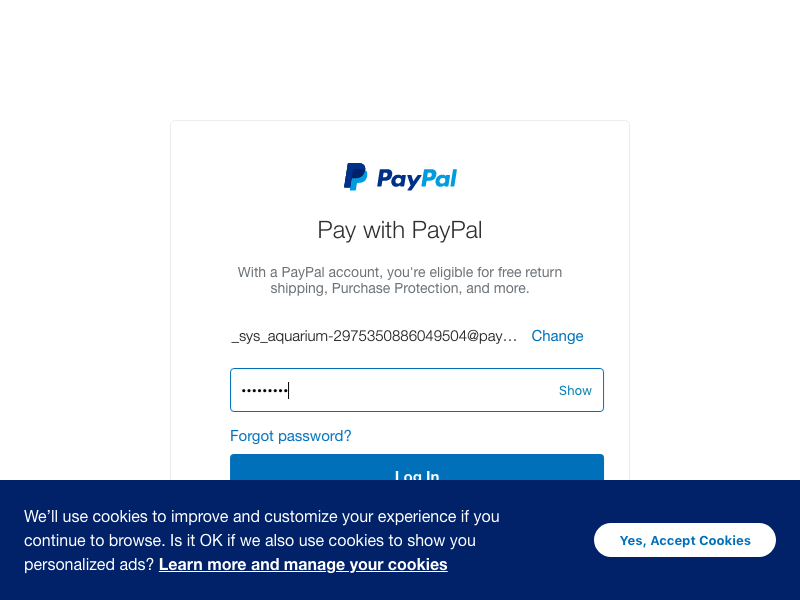 PayPal
Pay with PayPal
With a PayPal account, you're eligible for free return
shipping, Purchase Protection, and more.
_sys_aquarium-2975350886049504@pay… Change
••••••••• Show
Forgot password?
Log In
We’ll use cookies to improve and customize your experience if you
continue to browse. Is it OK if we also use cookies to show you
personalized ads? Learn more and manage your cookies
Yes, Accept Cookies